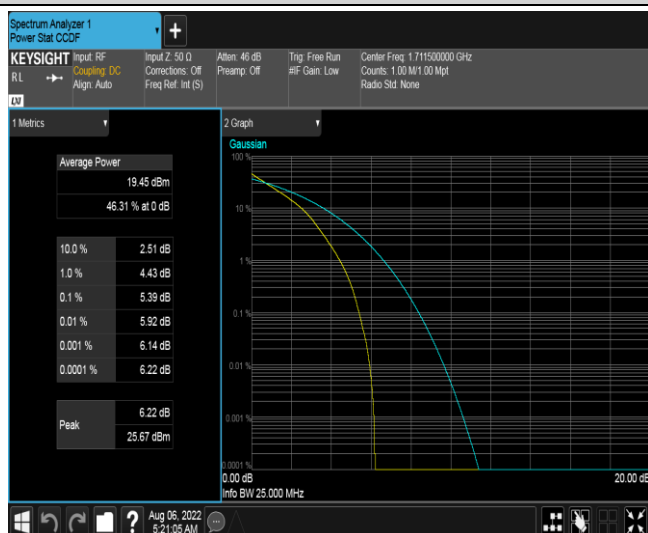 Spectrum Analyzer 1
Power Stat CCDF
+
KEYSIGHT
RL
LXI
Input: RF
Coupling: DC
Align: Auto
Input Z: 50 Ω
Corrections: Off
Freq Ref: Int (S)
Atten: 46 dB
Preamp: Off
Trig: Free Run
#IF Gain: Low
Center Freq: 1.711500000 GHz
Counts: 1.00 M/1.00 Mpt
Radio Std: None
1 Metrics
Average Power
19.45 dBm
46.31 % at 0 dB
10.0 % 2.51 dB
1.0 % 4.43 dB
0.1 % 5.39 dB
0.01 % 5.92 dB
0.001 % 6.14 dB
0.0001 % 6.22 dB
Peak
6.22 dB
25.67 dBm
2 Graph
Gaussian
100 %
10 %
1 %
0.1 %
0.01 %
0.001 %
0.0001 %
0.00 dB 20.00 dB
Info BW 25.000 MHz
?
Aug 06, 2022
5:21:05 AM